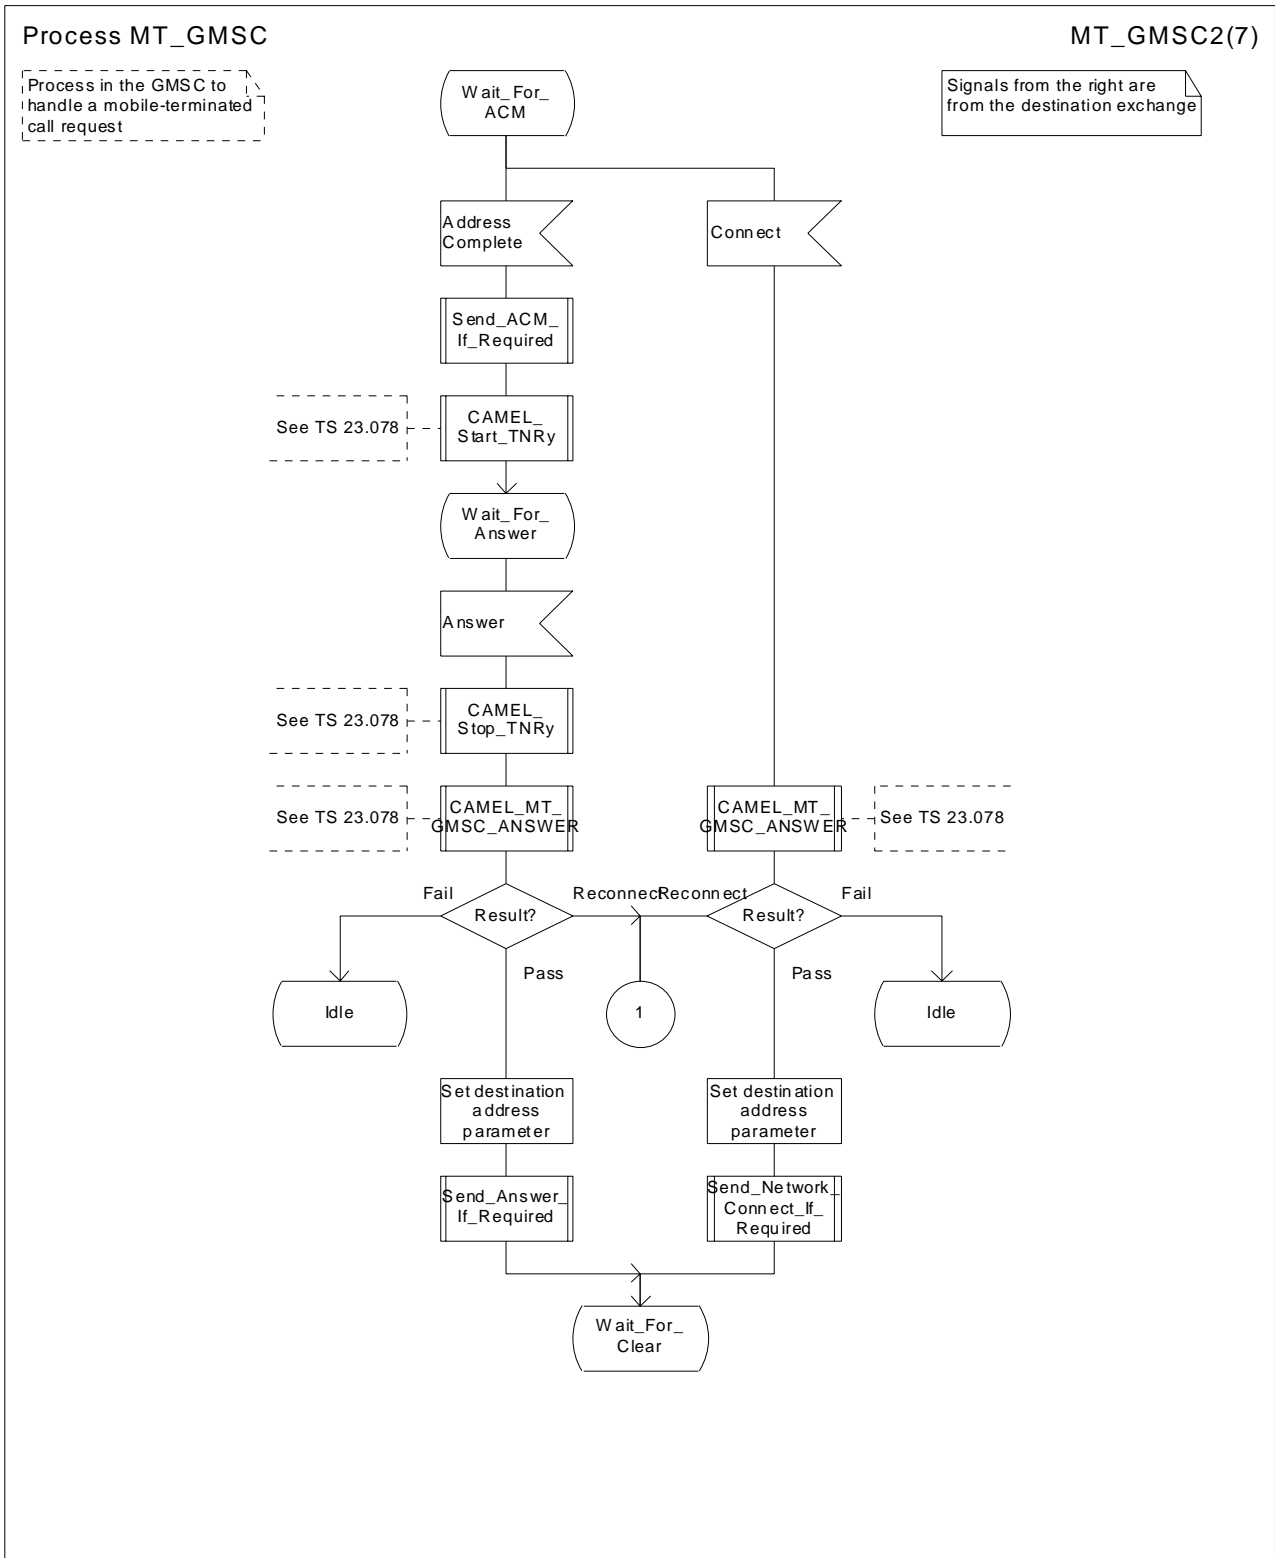 Process MT_GMSC
MT_GMSC2(7)
Process in the GMSC to
handle a mobile-terminated
call request
Signals from the right are
from the destination exchange
Wait_For_
ACM
Address
Complete
Connect
Send_ACM_
If_Required
See TS 23.078
CAMEL_
Start_TNRy
Wait_For_
Answer
Answer
See TS 23.078
CAMEL_
Stop_TNRy
See TS 23.078
CAMEL_MT_
GMSC_ANSWER
CAMEL_MT_
GMSC_ANSWER
See TS 23.078
Fail
Reconnect
Reconnect
Fail
Result?
Result?
Pass
Pass
Idle
1
Idle
Set destination
address
parameter
Set destination
address
parameter
Send_Answer_
If_Required
Send_Network_
Connect_If_
Required
Wait_For_
Clear